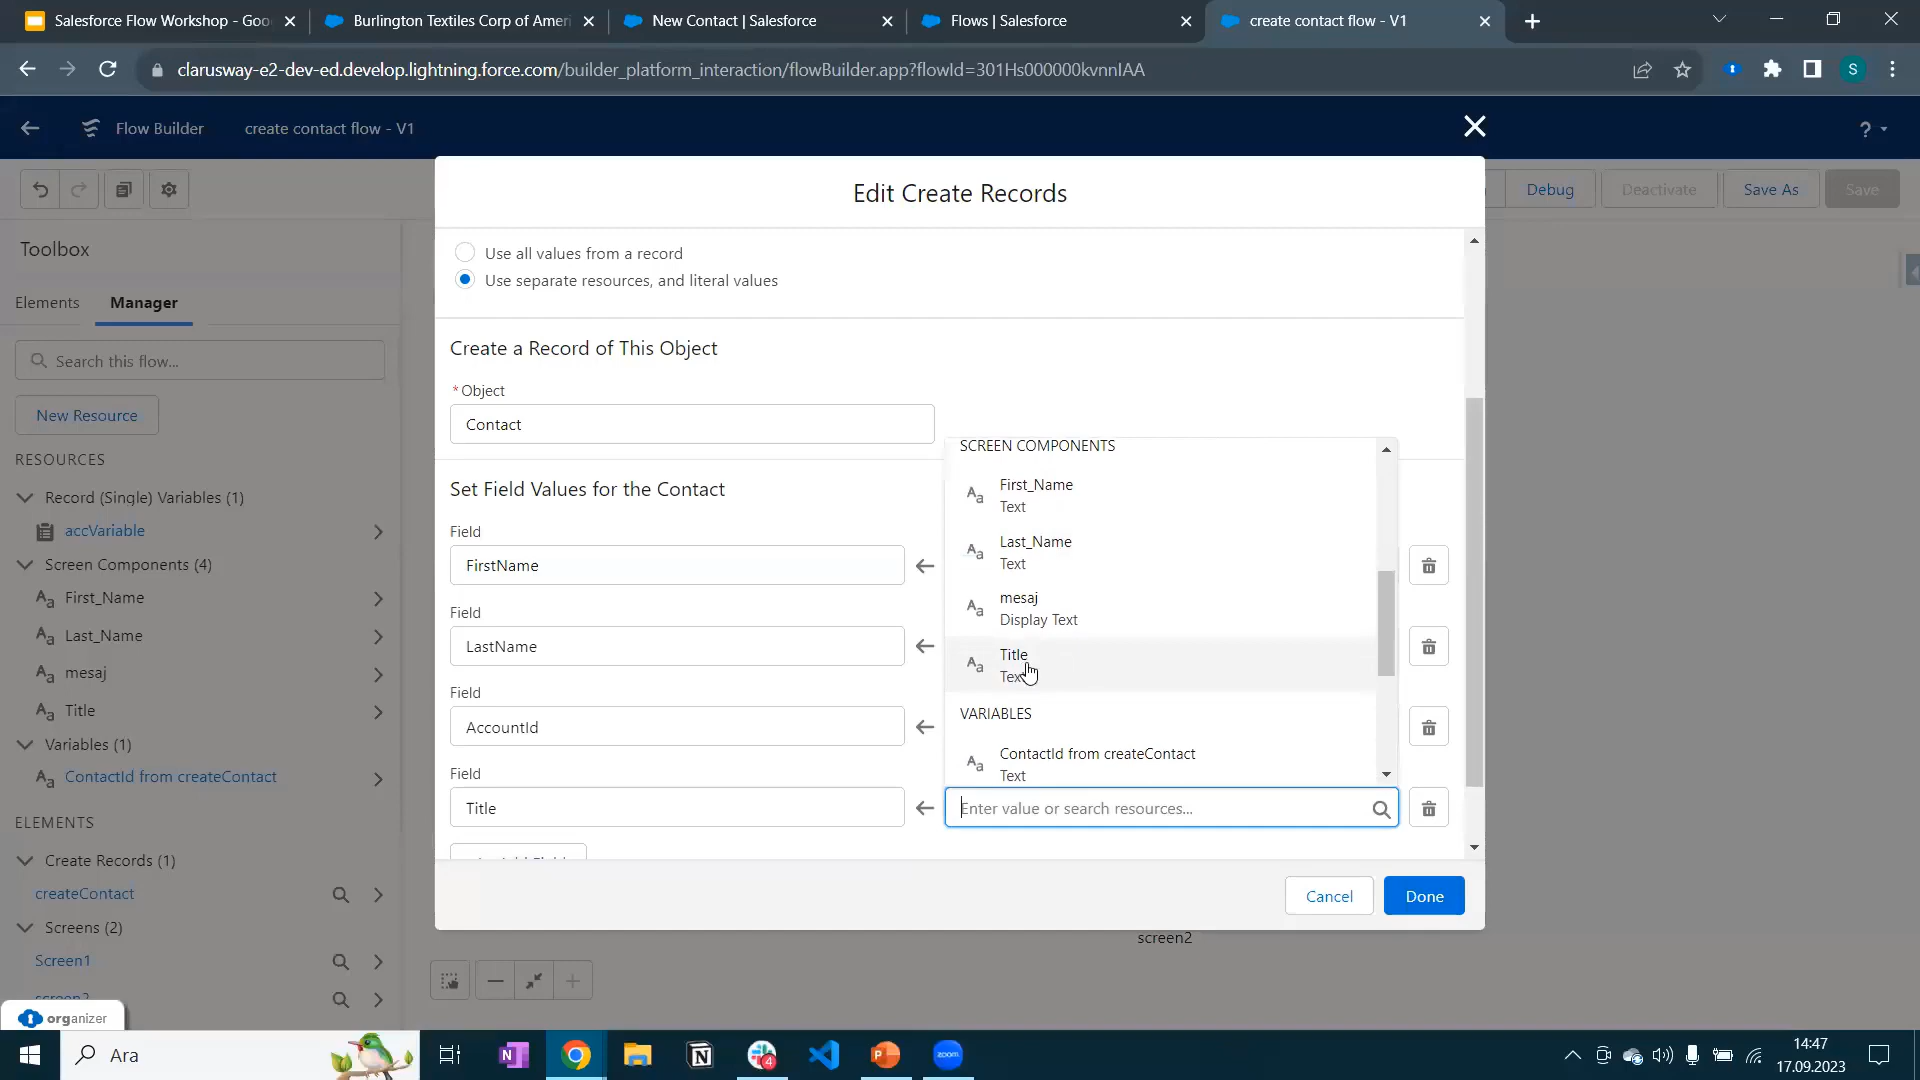 Salesforce Flow Workshop - Goo
Burlington Textiles Corp of Ameri
New Contact | Salesforce
Flows | Salesforce
create contact flow - V1
clarusway-e2-dev-ed.develop.lightning.force.com/builder_platform_interaction/flowBuilder.app?flowId=301Hs000000kvnnIAA
S
Flow Builder
create contact flow - V1
?
Debug
Deactivate
Save As
Save
Toolbox
Elements
Manager
Search this flow...
New Resource
RESOURCES
Record (Single) Variables (1)
accVariable
Screen Components (4)
First_Name
Last_Name
mesaj
Title
Variables (1)
ContactId from createContact
ELEMENTS
Create Records (1)
createContact
Screens (2)
Screen1
screen2
organizer
Edit Create Records
Use all values from a record
Use separate resources, and literal values
Create a Record of This Object
*Object
Contact
Set Field Values for the Contact
Field
FirstName
Field
LastName
Field
AccountId
Field
Title
SCREEN COMPONENTS
First_Name
Text
Last_Name
Text
mesaj
Display Text
Title
Text
VARIABLES
ContactId from createContact
Text
Enter value or search resources...
Cancel
Done
screen2
Ara
4
zoom
14:47
17.09.2023